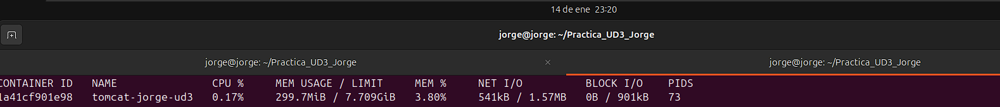 14 de ene 23:20
jorge@jorge: ~/Practica_UD3_Jorge
jorge@jorge: ~/Practica_UD3_Jorge × jorge@jorge: ~/Practica_UD3_Jorge
CONTAINER ID NAME CPU % MEM USAGE / LIMIT MEM % NET I/O BLOCK I/O PIDS
1a41cf901e98 tomcat-jorge-ud3 0.17% 299.7MiB / 7.709GiB 3.80% 541kB / 1.57MB 0B / 901kB 73